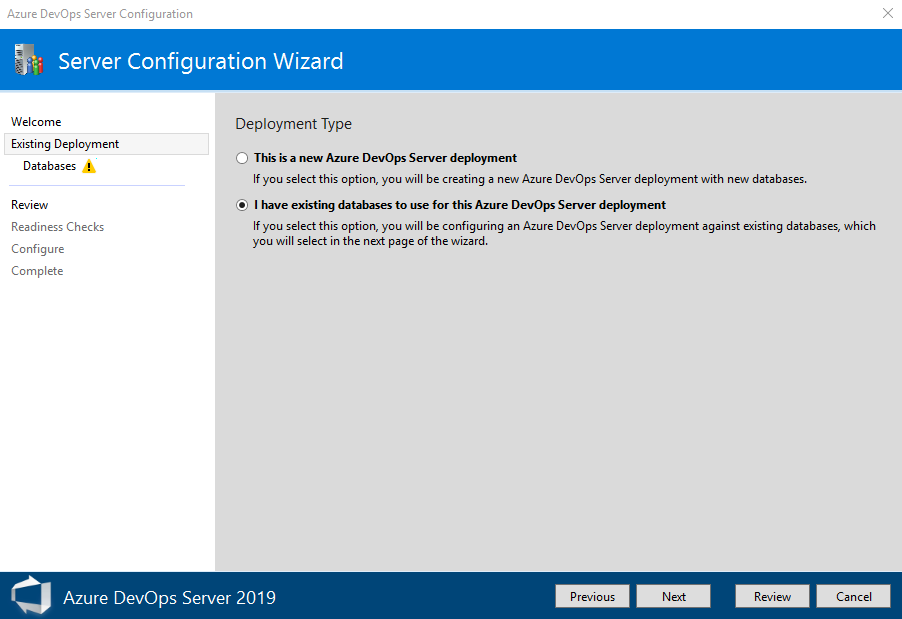 Azure DevOps Server Configuration
Server Configuration Wizard
Welcome
Existing Deployment
Databases
Review
Readiness Checks
Configure
Complete
Deployment Type
This is a new Azure DevOps Server deployment
If you select this option, you will be creating a new Azure DevOps Server deployment with new databases.
I have existing databases to use for this Azure DevOps Server deployment
If you select this option, you will be configuring an Azure DevOps Server deployment against existing databases, which
you will select in the next page of the wizard.
Azure DevOps Server 2019
Previous
Next
Review
Cancel